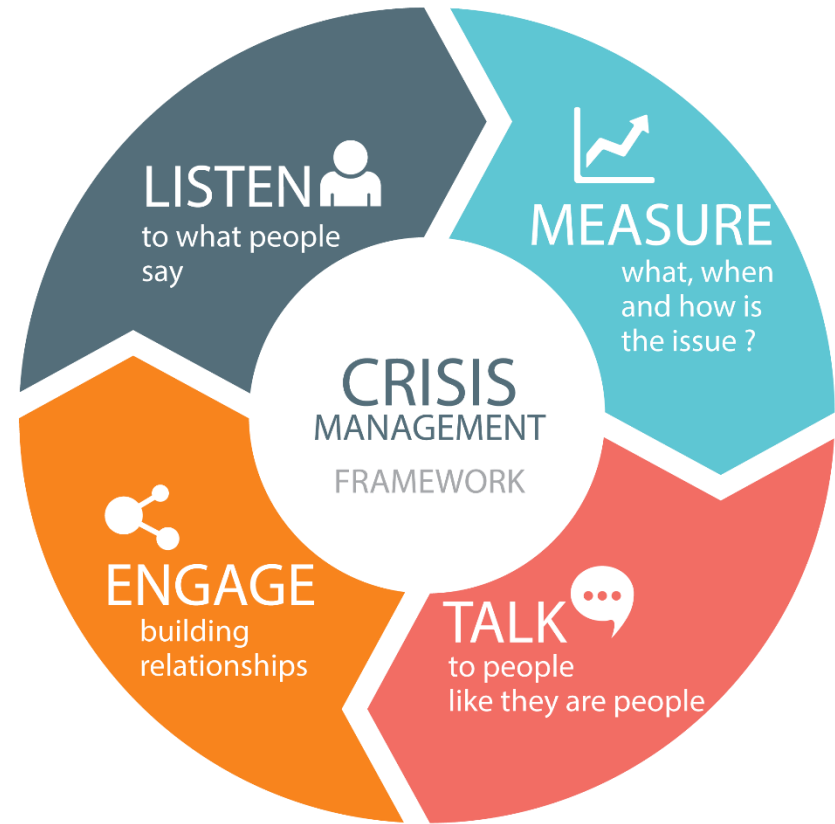 LISTEN
to what people
say
MEASURE
what, when
and how is
the issue ?
CRISIS
MANAGEMENT
FRAMEWORK
TALK
to people
like they are people
ENGAGE
building
relationships